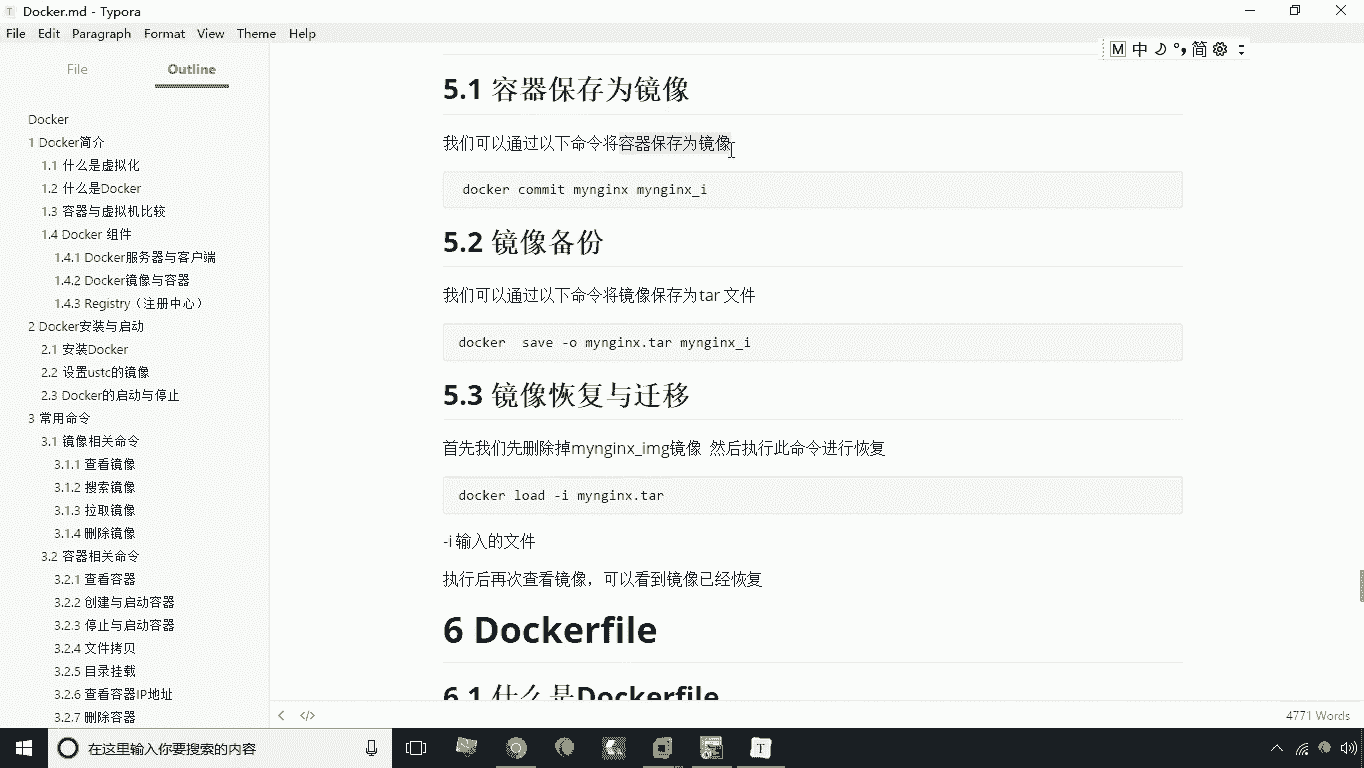 Docker.md - Typora
File Edit Paragraph Format View Theme Help
M 中 简
File Outline
Docker
1 Docker简介
1.1 什么是虚拟化
1.2 什么是Docker
1.3 容器与虚拟机比较
1.4 Docker 组件
1.4.1 Docker服务器与客户端
1.4.2 Docker镜像与容器
1.4.3 Registry（注册中心）
2 Docker安装与启动
2.1 安装Docker
2.2 设置ustc的镜像
2.3 Docker的启动与停止
3 常用命令
3.1 镜像相关命令
3.1.1 查看镜像
3.1.2 搜索镜像
3.1.3 拉取镜像
3.1.4 删除镜像
3.2 容器相关命令
3.2.1 查看容器
3.2.2 创建与启动容器
3.2.3 停止与启动容器
3.2.4 文件拷贝
3.2.5 目录挂载
3.2.6 查看容器IP地址
3.2.7 删除容器
5.1 容器保存为镜像
我们可以通过以下命令将容器保存为镜像
docker commit mynginx mynginx_i
5.2 镜像备份
我们可以通过以下命令将镜像保存为tar 文件
docker  save -o mynginx.tar mynginx_i
5.3 镜像恢复与迁移
首先我们先删除掉mynginx_img镜像  然后执行此命令进行恢复
docker load -i mynginx.tar
-i 输入的文件
执行后再次查看镜像，可以看到镜像已经恢复
6 Dockerfile
6.1 什么是Dockerfile
4771 Words
在这里输入你要搜索的内容
T